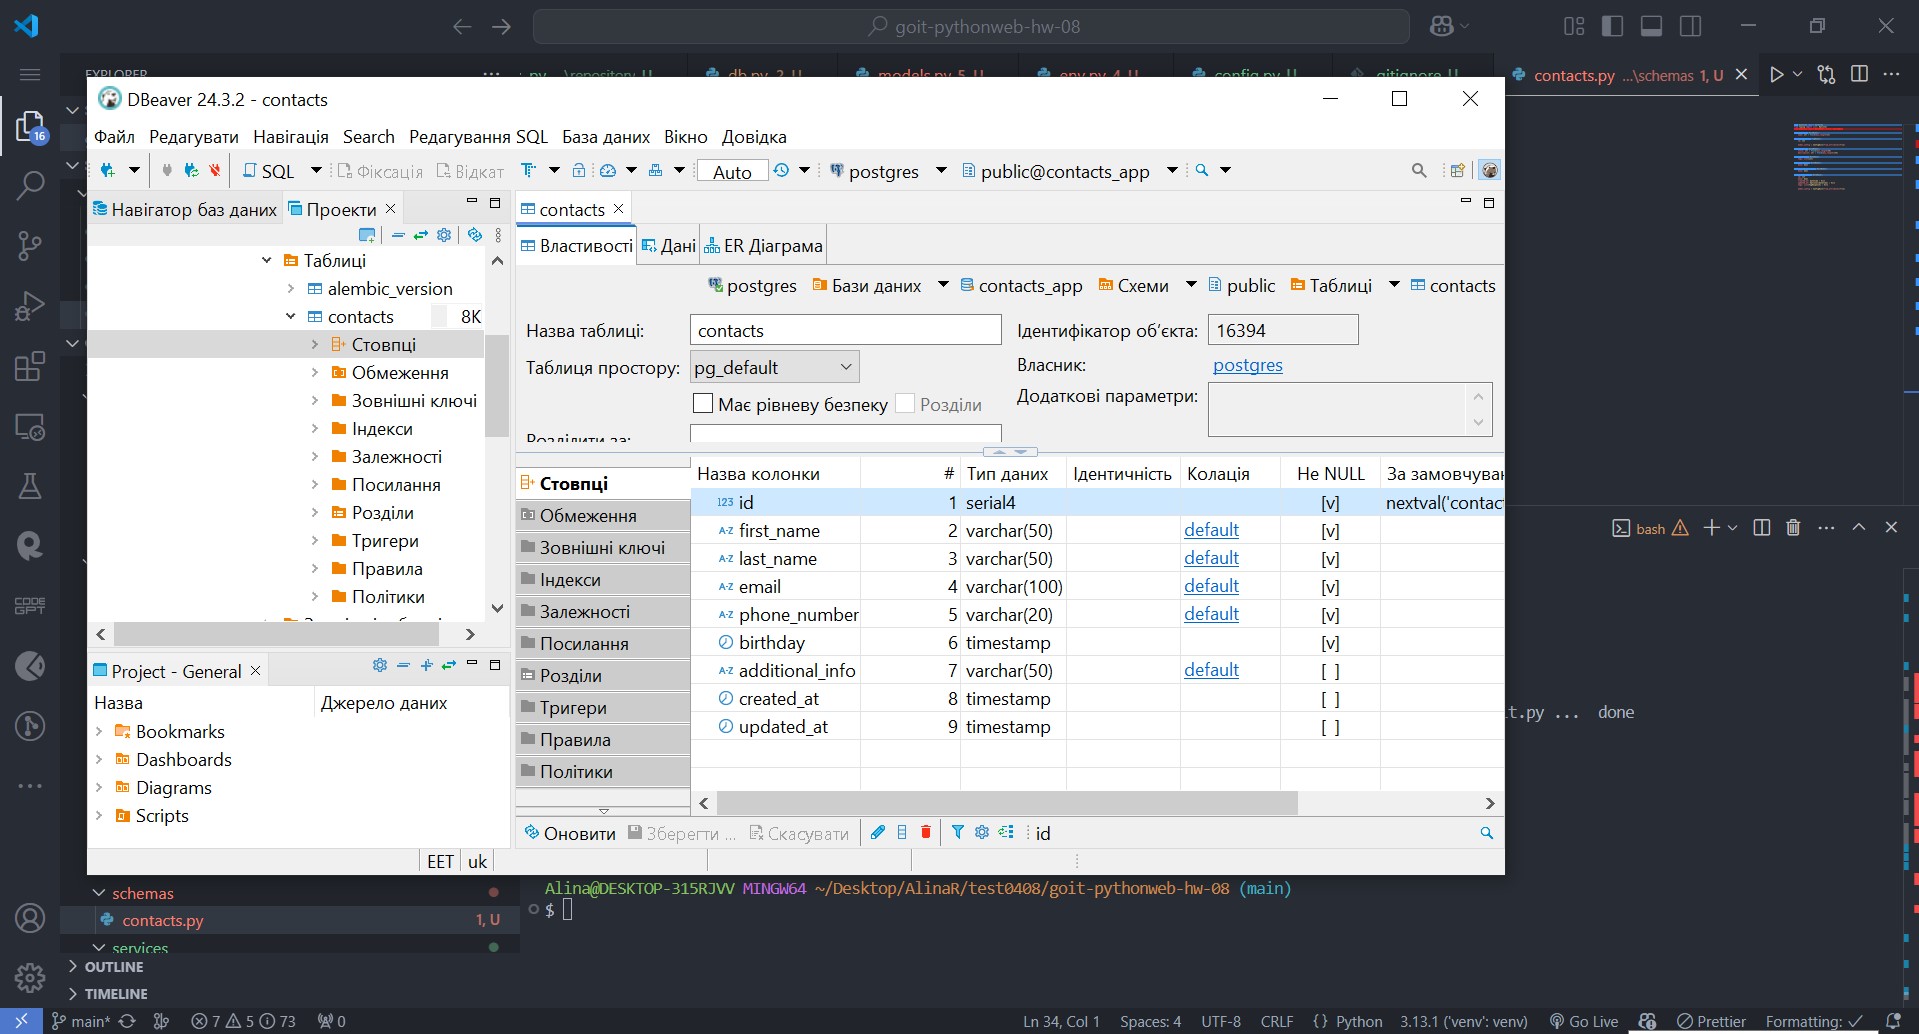 goit-pythonweb-hw-08
contacts.py ...\schemas 1, U
16
DBeaver 24.3.2 - contacts
Файл Редагувати Навігація Search Редагування SQL База даних Вікно Довідка
SQL Фіксація Відкат Auto postgres public@contacts_app
Навігатор баз даних Проекти
contacts
Таблиці
alembic_version
contacts 8K
Стовпці
Обмеження
Зовнішні ключі
Індекси
Залежності
Посилання
Розділи
Тригери
Правила
Політики
Властивості Дані ER Діаграма
postgres Бази даних contacts_app Схеми public Таблиці contacts
Назва таблиці: contacts Ідентифікатор об'єкта: 16394
Таблиця простору: pg_default Власник: postgres
Має рівневу безпеку Розділи Додаткові параметри:
Розділити за:
Стовпці
Обмеження
Зовнішні ключі
Індекси
Залежності
Посилання
Розділи
Тригери
Правила
Політики
Назва колонки # Тип даних Ідентичність Колація Не NULL За замовчуван
123 id 1 serial4 [v] nextval('contact
A-Z first_name 2 varchar(50) default [v]
A-Z last_name 3 varchar(50) default [v]
A-Z email 4 varchar(100) default [v]
A-Z phone_number 5 varchar(20) default [v]
birthday 6 timestamp [v]
A-Z additional_info 7 varchar(50) default [ ]
created_at 8 timestamp [ ]
updated_at 9 timestamp [ ]
Project - General
Назва Джерело даних
Bookmarks
Dashboards
Diagrams
Scripts
Оновити Зберегти ... Скасувати id
EET uk
bash
t.py ... done
schemas
contacts.py 1, U
services
OUTLINE
TIMELINE
CODE
GPT
Alina@DESKTOP-315RJVV MINGW64 ~/Desktop/AlinaR/test0408/goit-pythonweb-hw-08 (main)
$
main* 7 5 73 0 Ln 34, Col 1 Spaces: 4 UTF-8 CRLF {} Python 3.13.1 ('venv': venv) Go Live Prettier Formatting: